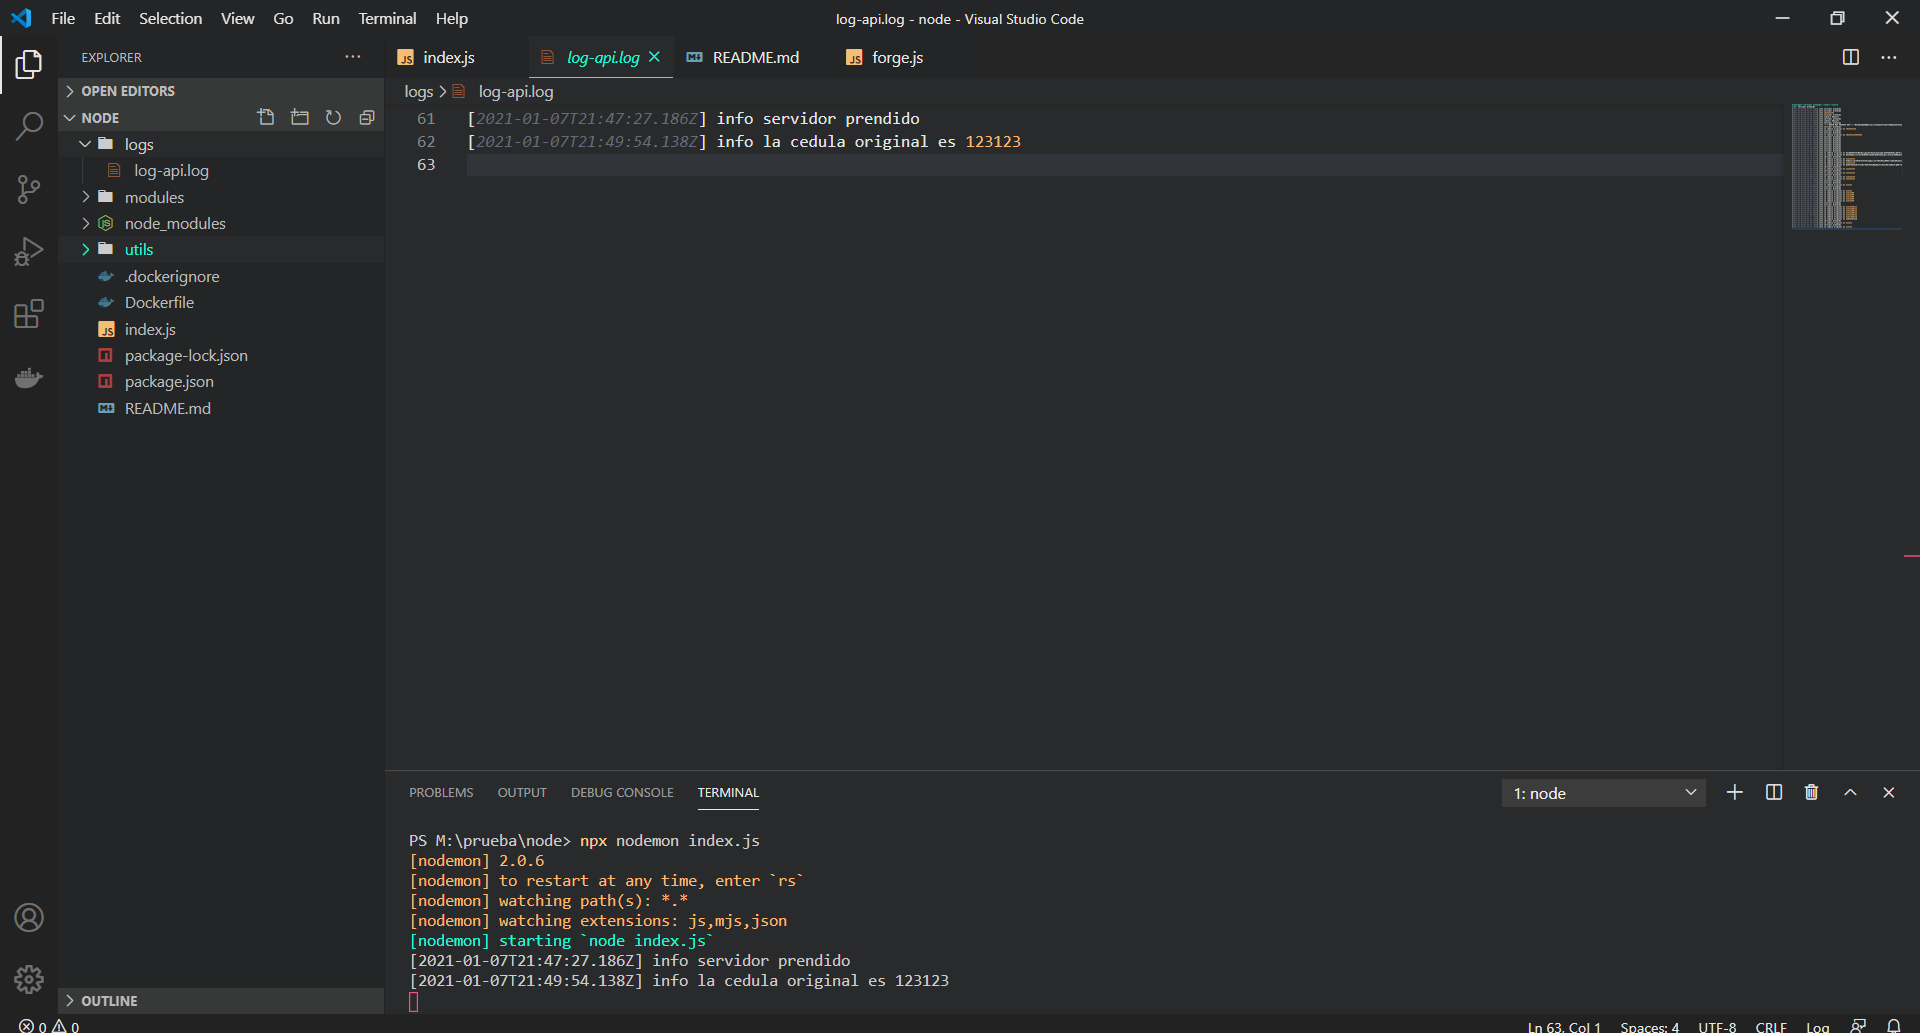 File Edit Selection View Go Run Terminal Help
log-api.log - node - Visual Studio Code
EXPLORER
OPEN EDITORS
NODE
logs
log-api.log
modules
node_modules
utils
.dockerignore
Dockerfile
index.js
package-lock.json
package.json
README.md
OUTLINE
index.js log-api.log README.md forge.js
logs > log-api.log
61 [2021-01-07T21:47:27.186Z] info servidor prendido
62 [2021-01-07T21:49:54.138Z] info la cedula original es 123123
63
PROBLEMS OUTPUT DEBUG CONSOLE TERMINAL
1: node
PS M:\prueba\node> npx nodemon index.js
[nodemon] 2.0.6
[nodemon] to restart at any time, enter `rs`
[nodemon] watching path(s): *.*
[nodemon] watching extensions: js,mjs,json
[nodemon] starting `node index.js`
[2021-01-07T21:47:27.186Z] info servidor prendido
[2021-01-07T21:49:54.138Z] info la cedula original es 123123
0 0
Ln 63, Col 1 Spaces: 4 UTF-8 CRLF Log